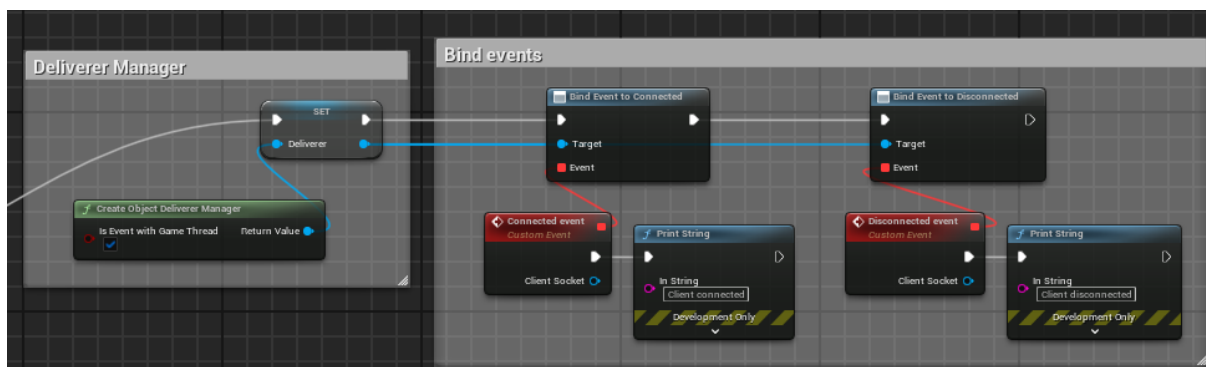 Deliverer Manager
SET
Deliverer
Create Object Deliverer Manager
Is Event with Game Thread
Return Value
Bind events
Bind Event to Connected
Target
Event
Bind Event to Disconnected
Target
Event
Connected event
Custom Event
Client Socket
Print String
In String
Client connected
Development Only
Disconnected event
Custom Event
Client Socket
Print String
In String
Client disconnected
Development Only